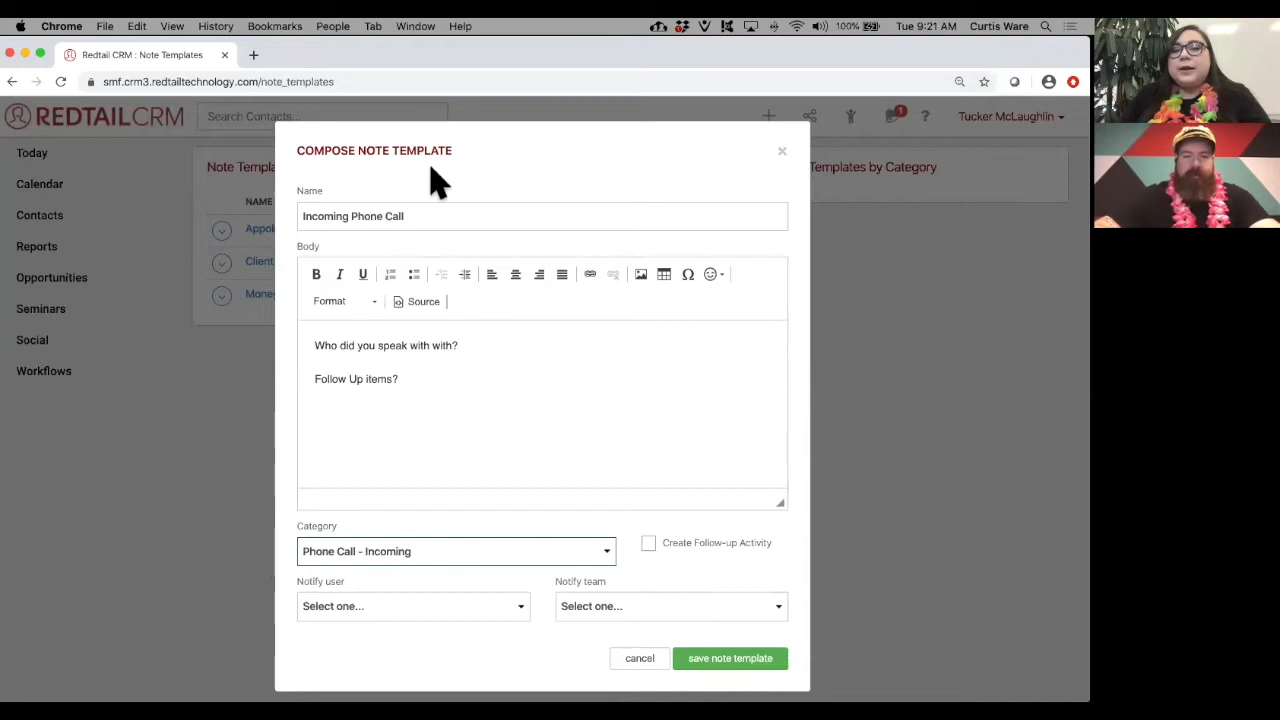 Chrome File Edit View History Bookmarks People Tab Window Help 100% Tue 9:21 AM Curtis Ware
Redtail CRM : Note Templates
smf.crm3.redtailtechnology.com/note_templates
REDTAILCRM Search Contacts... 1 ? Tucker McLaughlin
Today
Calendar
Contacts
Reports
Opportunities
Seminars
Social
Workflows
Note Templa
Templates by Category
NAME
Appoi
Client
Mone
COMPOSE NOTE TEMPLATE
Name
Incoming Phone Call
Body
B I U
Format Source
Who did you speak with with?
Follow Up items?
Category
Phone Call - Incoming
Create Follow-up Activity
Notify user Notify team
Select one... Select one...
cancel save note template